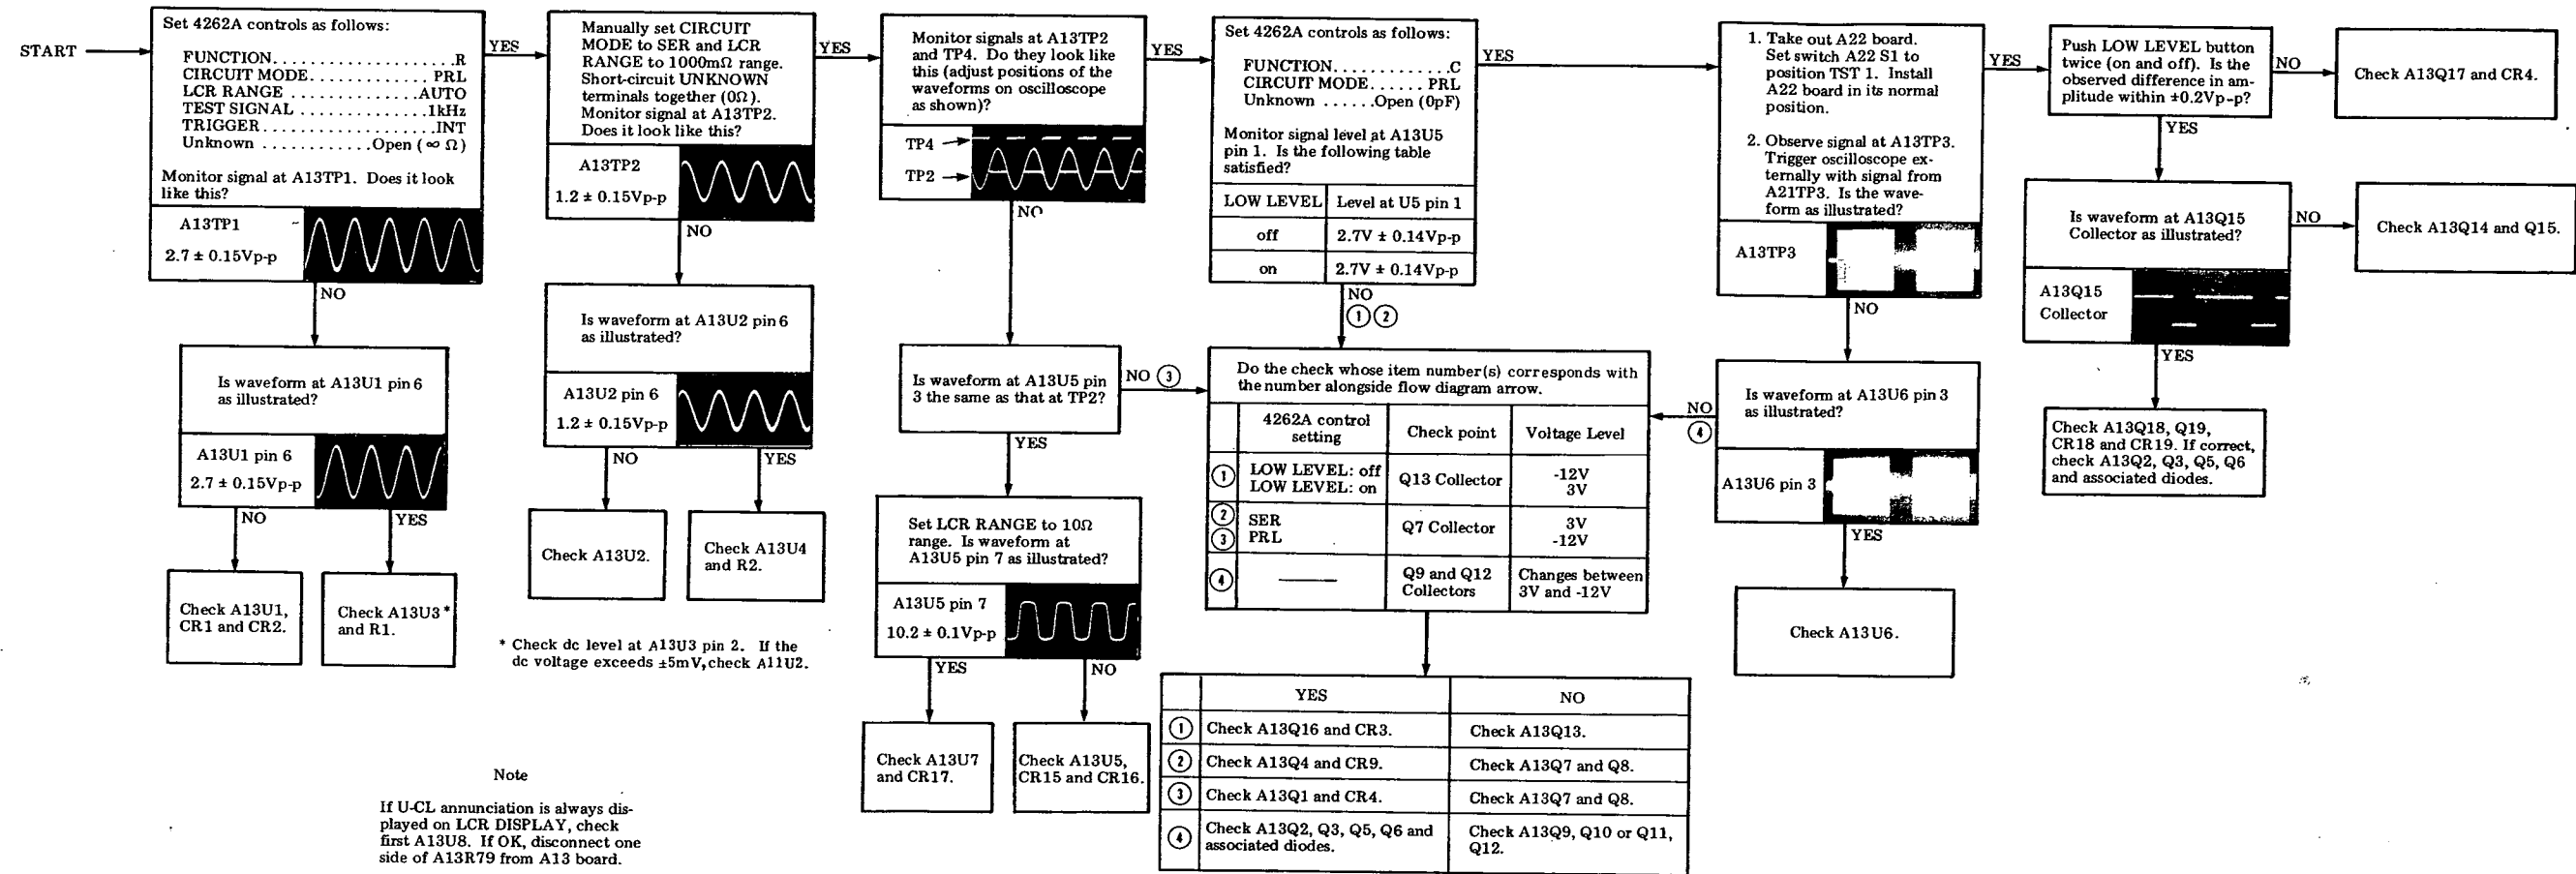 START
Set 4262A controls as follows:
FUNCTION....................R
CIRCUIT MODE............. PRL
LCR RANGE ..............AUTO
TEST SIGNAL .............1kHz
TRIGGER...................INT
Unknown ............Open (∞ Ω)
Monitor signal at A13TP1. Does it look
like this?
A13TP1
2.7 ± 0.15Vp-p
YES
NO
Is waveform at A13U1 pin 6
as illustrated?
A13U1 pin 6
2.7 ± 0.15Vp-p
NO
YES
Check A13U1,
CR1 and CR2.
Check A13U3 *
and R1.
Manually set CIRCUIT
MODE to SER and LCR
RANGE to 1000mΩ range.
Short-circuit UNKNOWN
terminals together (0Ω).
Monitor signal at A13TP2.
Does it look like this?
A13TP2
1.2 ± 0.15Vp-p
YES
NO
Is waveform at A13U2 pin 6
as illustrated?
A13U2 pin 6
1.2 ± 0.15Vp-p
NO
YES
Check A13U2.
Check A13U4
and R2.
* Check dc level at A13U3 pin 2. If the
dc voltage exceeds ±5mV, check A11U2.
Note
If U-CL annunciation is always dis-
played on LCR DISPLAY, check
first A13U8. If OK, disconnect one
side of A13R79 from A13 board.
Monitor signals at A13TP2
and TP4. Do they look like
this (adjust positions of the
waveforms on oscilloscope
as shown)?
TP4
TP2
YES
NO
Is waveform at A13U5 pin
3 the same as that at TP2?
NO ③
YES
Set LCR RANGE to 10Ω
range. Is waveform at
A13U5 pin 7 as illustrated?
A13U5 pin 7
10.2 ± 0.1Vp-p
YES
NO
Check A13U7
and CR17.
Check A13U5,
CR15 and CR16.
Set 4262A controls as follows:
FUNCTION..............C
CIRCUIT MODE...... PRL
Unknown ......Open (0pF)
Monitor signal level at A13U5
pin 1. Is the following table
satisfied?
LOW LEVEL Level at U5 pin 1
off 2.7V ± 0.14Vp-p
on 2.7V ± 0.14Vp-p
YES
NO
① ②
Do the check whose item number(s) corresponds with
the number alongside flow diagram arrow.
4262A control
setting
Check point
Voltage Level
① LOW LEVEL: off Q13 Collector -12V
LOW LEVEL: on 3V
② SER Q7 Collector 3V
③ PRL -12V
④ —— Q9 and Q12
Collectors
Changes between
3V and -12V
YES NO
① Check A13Q16 and CR3. Check A13Q13.
② Check A13Q4 and CR9. Check A13Q7 and Q8.
③ Check A13Q1 and CR4. Check A13Q7 and Q8.
④ Check A13Q2, Q3, Q5, Q6 and
associated diodes.
Check A13Q9, Q10 or Q11,
Q12.
1. Take out A22 board.
Set switch A22 S1 to
position TST 1. Install
A22 board in its normal
position.
2. Observe signal at A13TP3.
Trigger oscilloscope ex-
ternally with signal from
A21TP3. Is the wave-
form as illustrated?
A13TP3
YES
NO
Is waveform at A13U6 pin 3
as illustrated?
A13U6 pin 3
NO
④
YES
Check A13U6.
Push LOW LEVEL button
twice (on and off). Is the
observed difference in am-
plitude within ±0.2Vp-p?
NO
Check A13Q17 and CR4.
YES
Is waveform at A13Q15
Collector as illustrated?
A13Q15
Collector
NO
Check A13Q14 and Q15.
YES
Check A13Q18, Q19,
CR18 and CR19. If correct,
check A13Q2, Q3, Q5, Q6
and associated diodes.